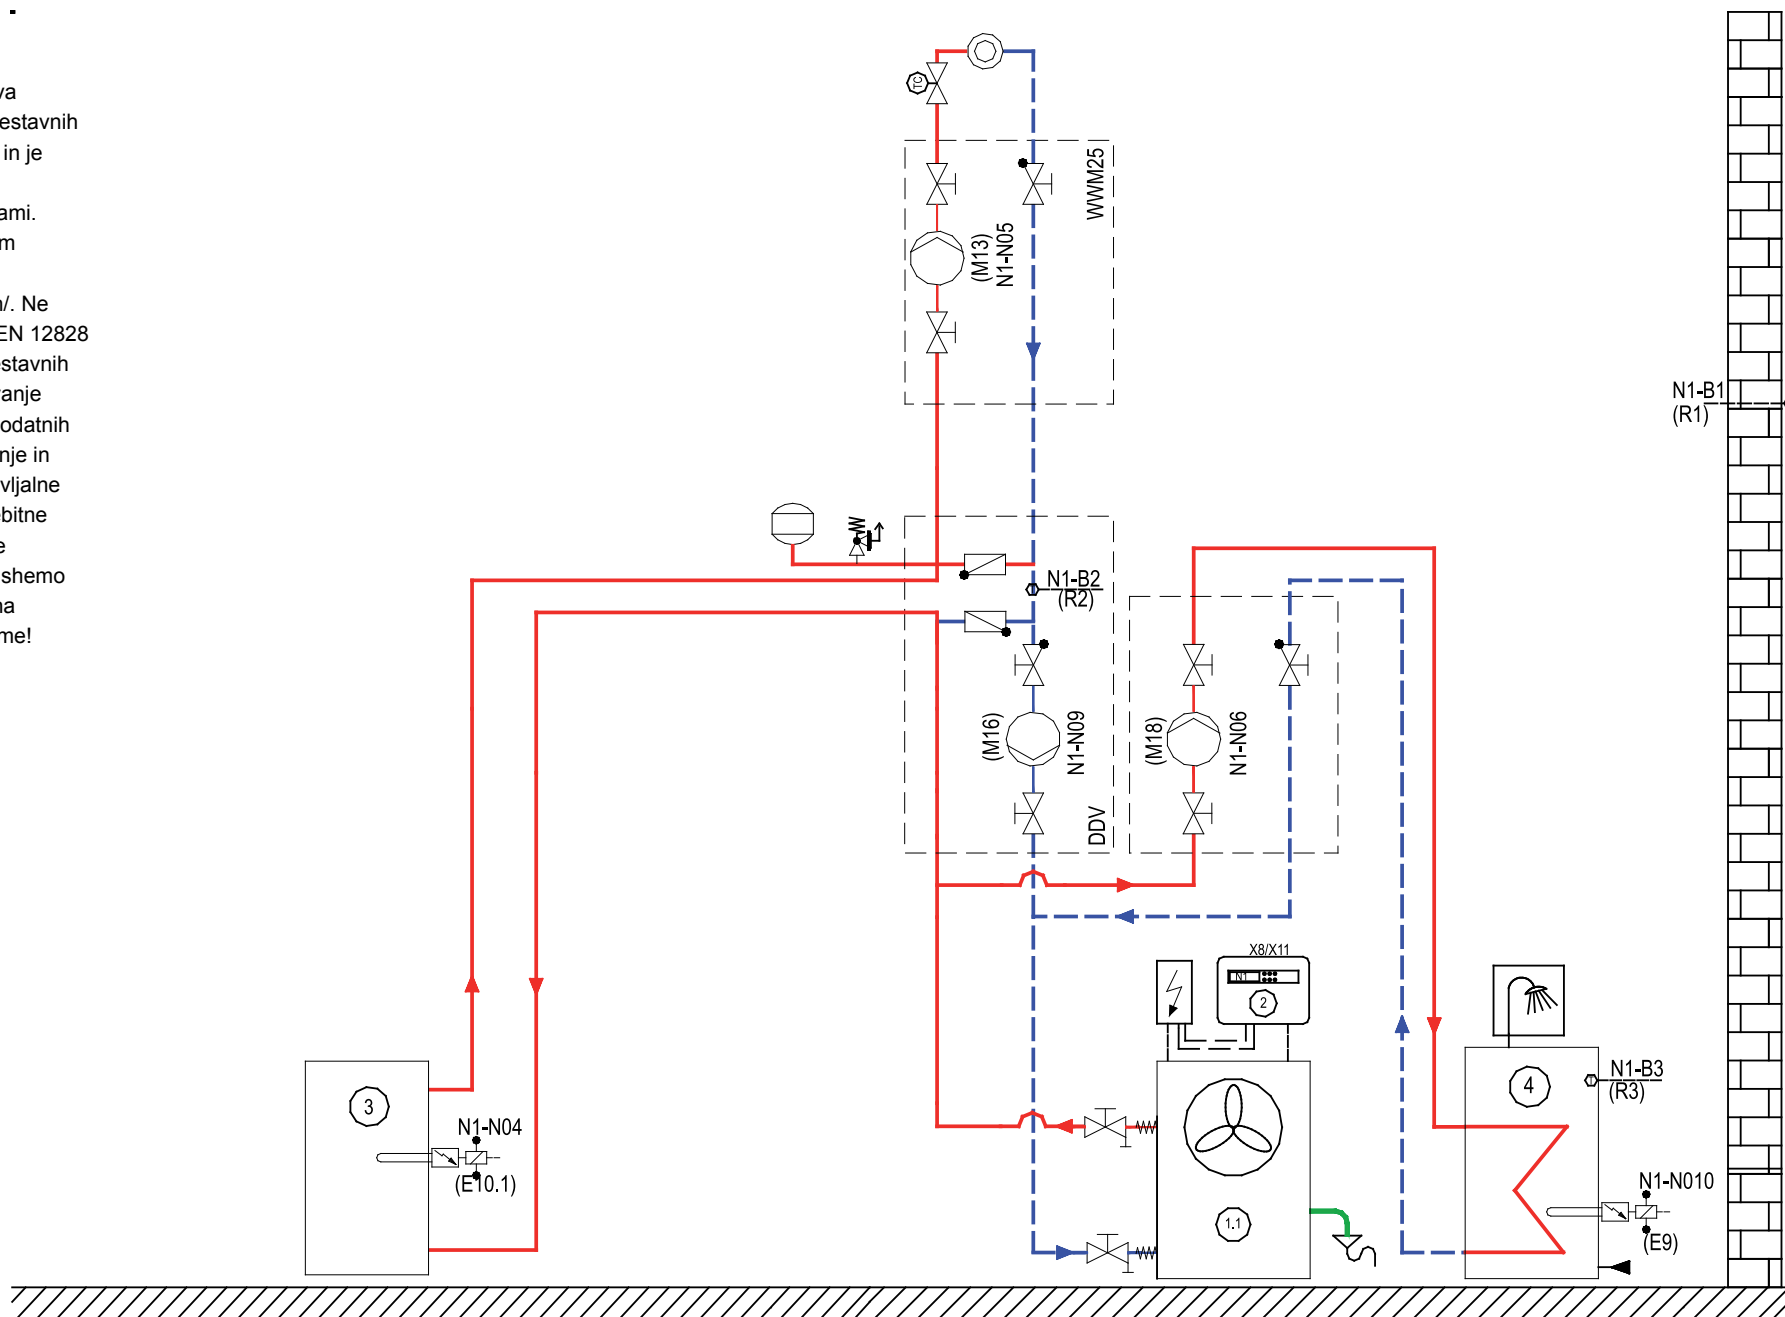 va
estavnih
in je
ami.
m
n/. Ne
EN 12828
estavnih
anje
odatnih
nje in
vljalne
ebitne
e
shemo
na
me!
TC
WWM25
(M13)
N1-N05
N1-B1
(R1)
N1-B2
(R2)
(M16)
N1-N09
DDV
(M18)
N1-N06
X8/X11
N1
2
3
N1-N04
(E10.1)
1.1
4
N1-B3
(R3)
N1-N010
(E9)